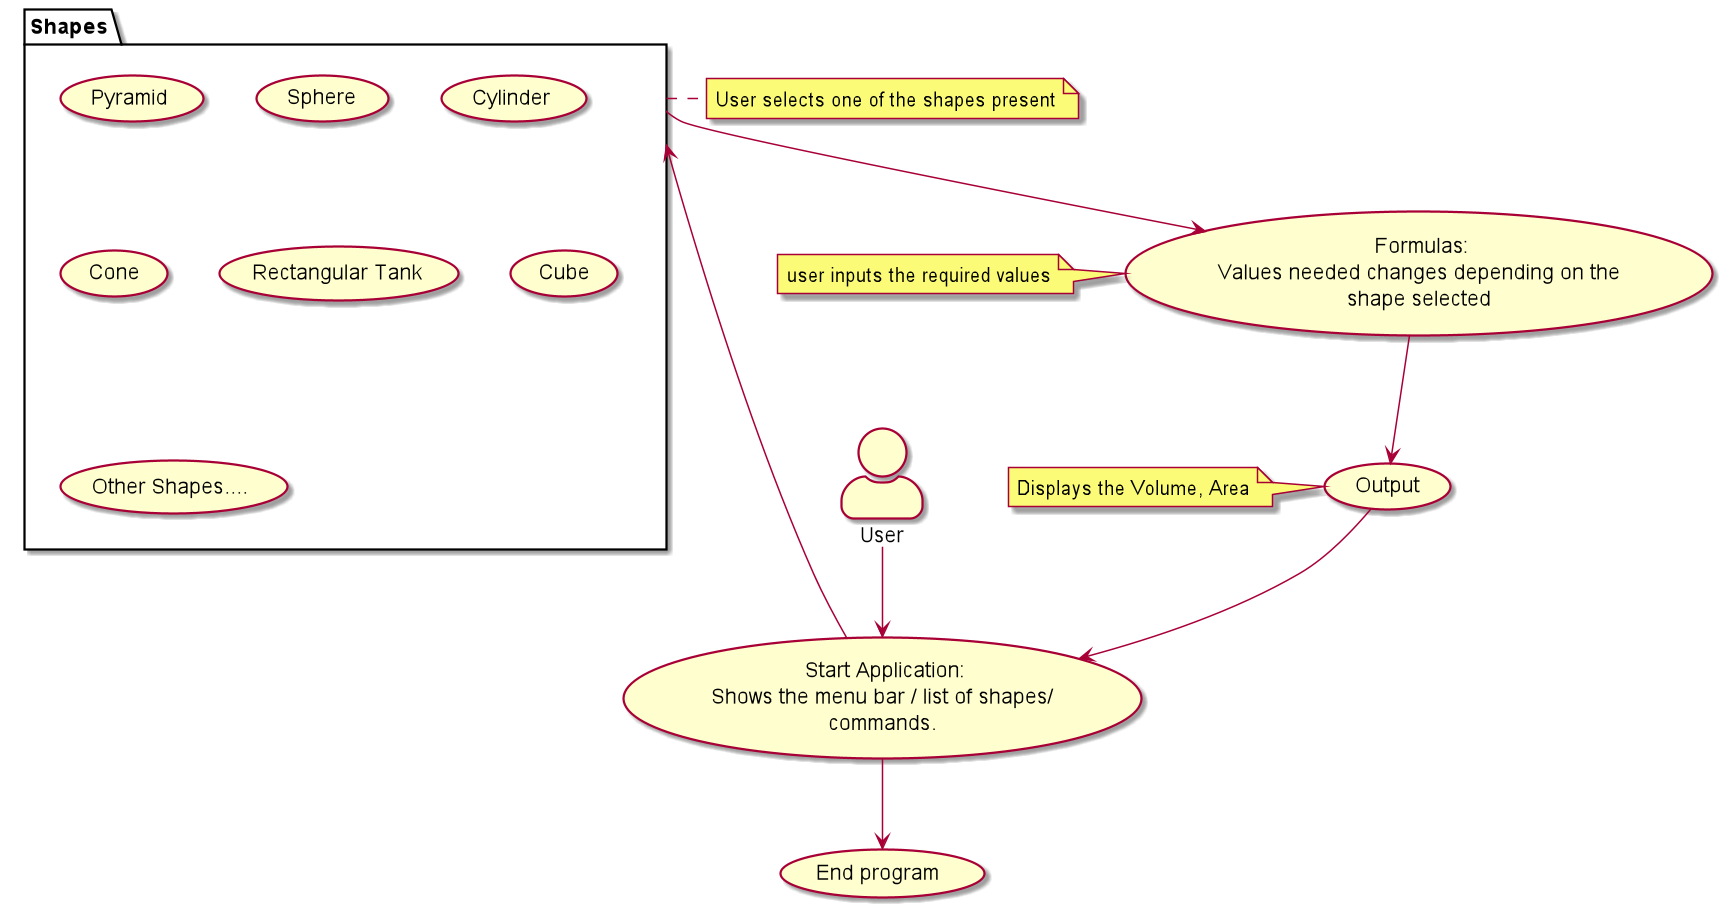 Shapes
Pyramid
Sphere
Cylinder
User selects one of the shapes present
Cone
Rectangular Tank
Cube
user inputs the required values
Formulas:
Values needed changes depending on the
shape selected
Other Shapes....
User
Displays the Volume, Area
Output
Start Application:
Shows the menu bar / list of shapes/
commands.
End program